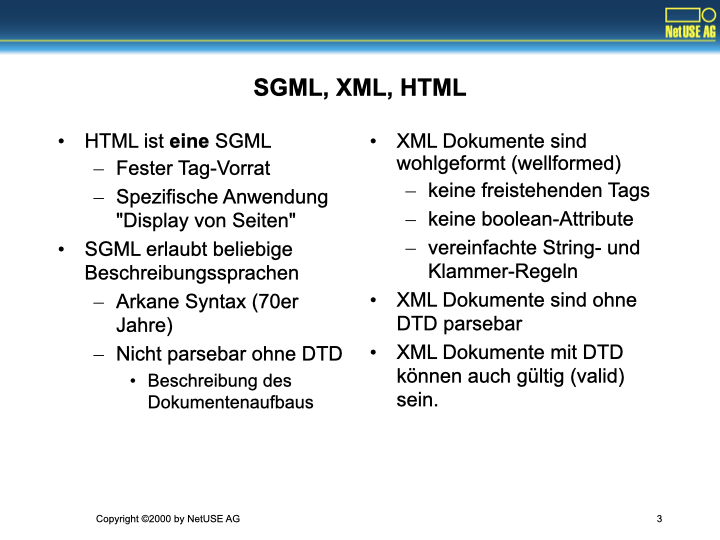 NetUSE AG
SGML, XML, HTML
• HTML ist eine SGML
– Fester Tag-Vorrat
– Spezifische Anwendung
"Display von Seiten"
• SGML erlaubt beliebige
Beschreibungssprachen
– Arkane Syntax (70er
Jahre)
– Nicht parsebar ohne DTD
• Beschreibung des
Dokumentenaufbaus
• XML Dokumente sind
wohlgeformt (wellformed)
– keine freistehenden Tags
– keine boolean-Attribute
– vereinfachte String- und
Klammer-Regeln
• XML Dokumente sind ohne
DTD parsebar
• XML Dokumente mit DTD
können auch gültig (valid)
sein.
Copyright ©2000 by NetUSE AG
3